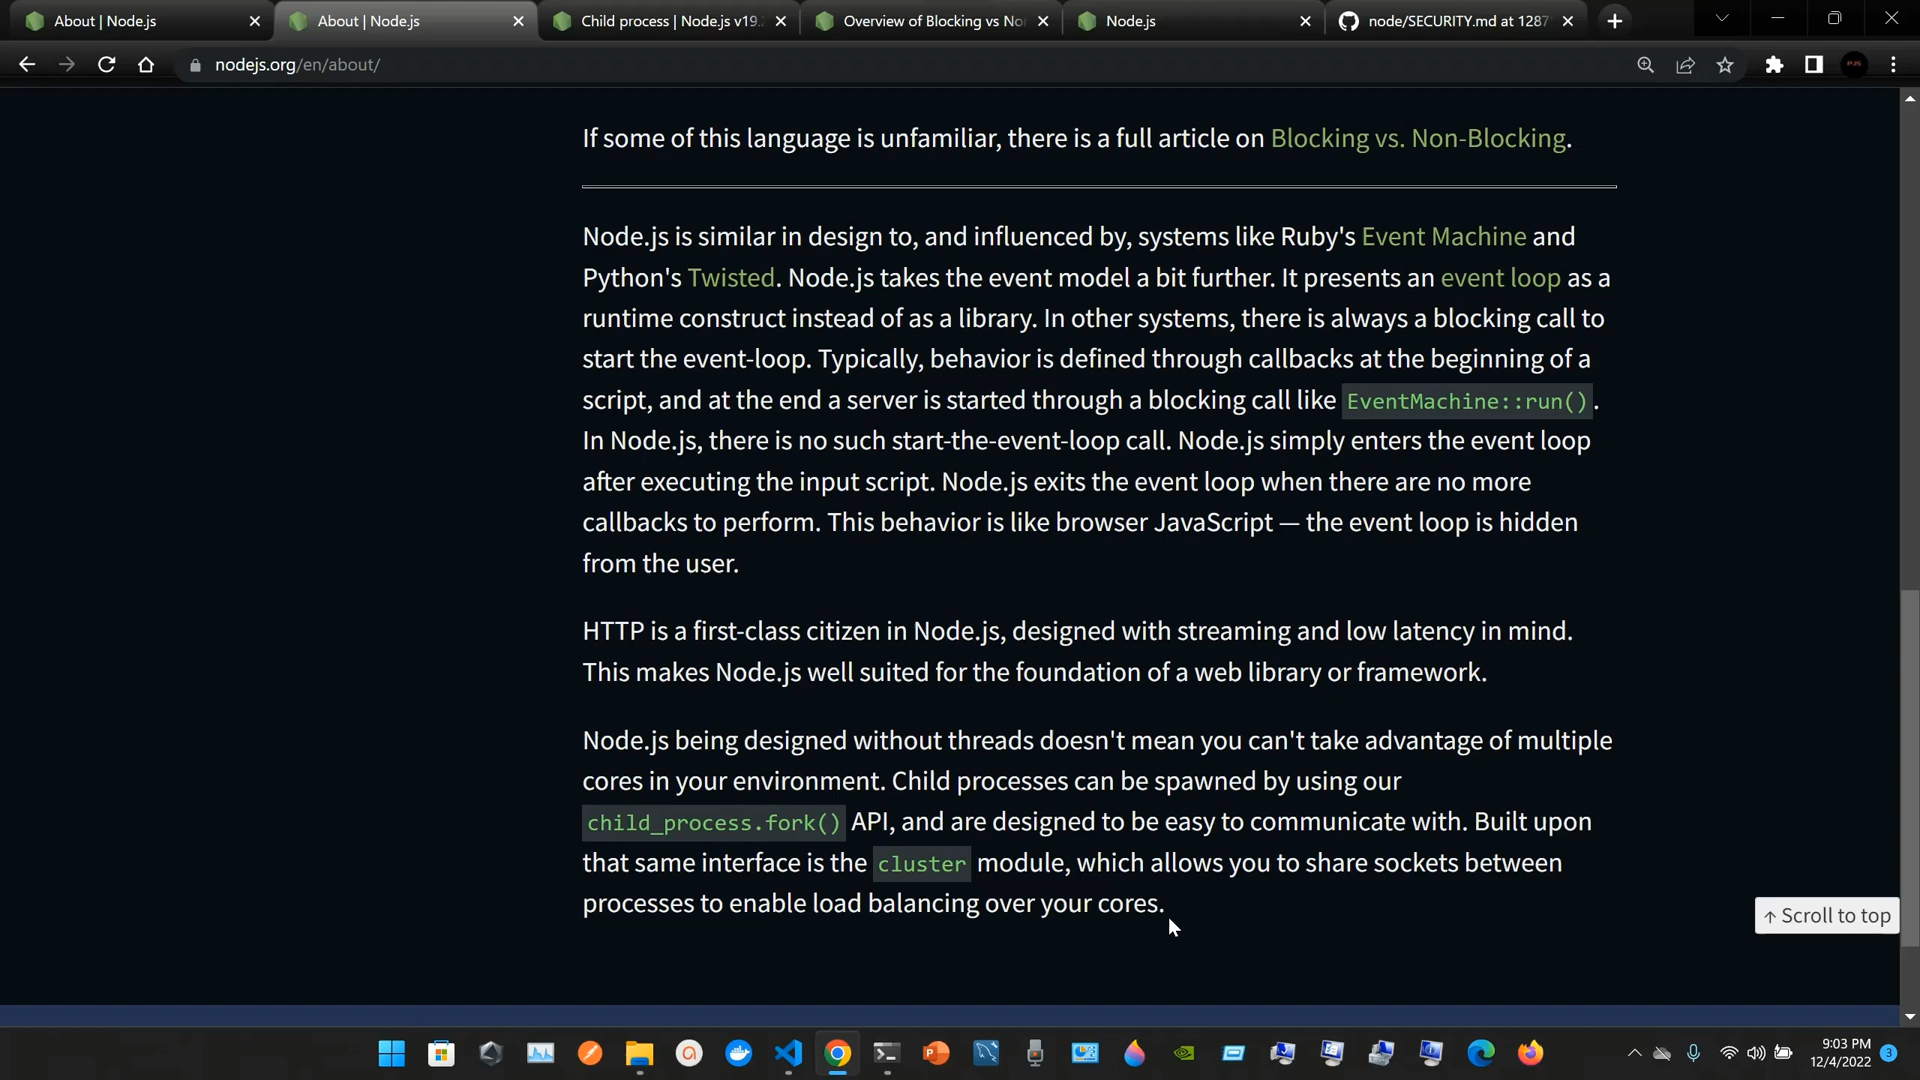 About | Node.js
About | Node.js
Child process | Node.js v19.
Overview of Blocking vs No
Node.js
node/SECURITY.md at 1287
nodejs.org/en/about/
If some of this language is unfamiliar, there is a full article on Blocking vs. Non-Blocking.
Node.js is similar in design to, and influenced by, systems like Ruby's Event Machine and
Python's Twisted. Node.js takes the event model a bit further. It presents an event loop as a
runtime construct instead of as a library. In other systems, there is always a blocking call to
start the event-loop. Typically, behavior is defined through callbacks at the beginning of a
script, and at the end a server is started through a blocking call like EventMachine::run().
In Node.js, there is no such start-the-event-loop call. Node.js simply enters the event loop
after executing the input script. Node.js exits the event loop when there are no more
callbacks to perform. This behavior is like browser JavaScript — the event loop is hidden
from the user.
HTTP is a first-class citizen in Node.js, designed with streaming and low latency in mind.
This makes Node.js well suited for the foundation of a web library or framework.
Node.js being designed without threads doesn't mean you can't take advantage of multiple
cores in your environment. Child processes can be spawned by using our
child_process.fork() API, and are designed to be easy to communicate with. Built upon
that same interface is the cluster module, which allows you to share sockets between
processes to enable load balancing over your cores.
↑ Scroll to top
9:03 PM
12/4/2022
3